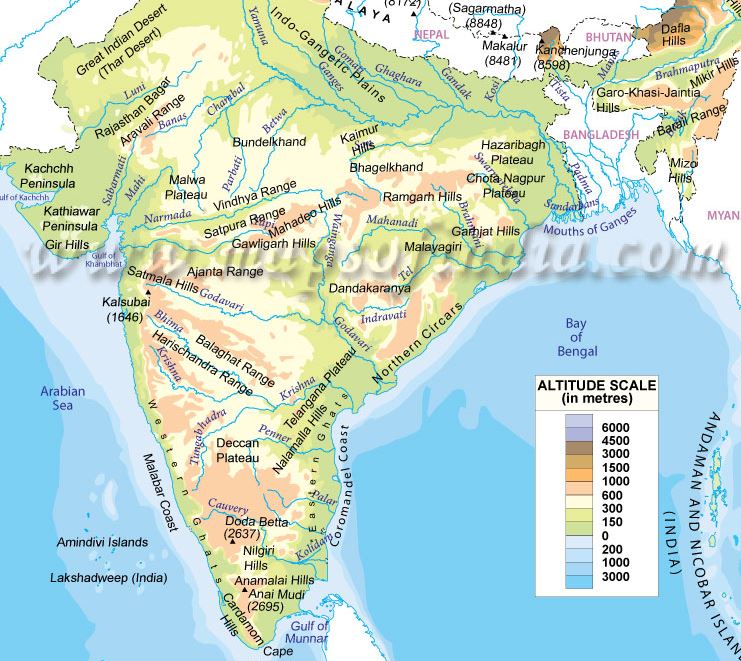 LAYA
(8172)
(Sagarmatha)
(8848)
NEPAL
Makalur
(8481)
Kanchenjunga
(8598)
BHUTAN
Dafla
Hills
Great Indian Desert
(Thar Desert)
Yamuna
Indo-Gangetic Plains
Gomati
Ganges
Ghaghara
Gandak
Kosi
Tista
Manas
Brahmaputra
Mikir Hills
Garo-Khasi-Jaintia
Hills
Barail Range
BANGLADESH
Mizo
Hills
MYAN
Luni
Rajasthan Bagar
Aravali Range
Banas
Chambal
Betwa
Bundelkhand
Parbati
Kaimur
Hills
Bhagelkhand
Hazaribagh
Plateau
Chota Nagpur
Plateau
Padma
Sundarbans
Mouths of Ganges
Kachchh
Peninsula
Gulf of Kachchh
Kathiawar
Peninsula
Gir Hills
Sabarmati
Mahi
Malwa
Plateau
Vindhya Range
Narmada
Satpura Range
Tapi
Mahadeo Hills
Gawligarh Hills
Ramgarh Hills
Mahanadi
Brahmani
Garhjat Hills
Malayagiri
www.mapsofindia.com
Gulf of
Khambhat
Ajanta Range
Satmala Hills
Kalsubai
(1646)
Godavari
Tel
Dandakaranya
Indravati
Godavari
Northern Circars
Bhima
Balaghat Range
Harischandra Range
Krishna
Krishna
Telangana Plateau
Nalamalla Hills
Eastern Ghats
Coromandel Coast
Bay
of
Bengal
Arabian
Sea
Tungabhadra
Penner
Deccan
Plateau
Western Ghats
Malabar Coast
Palar
Cauvery
Doda Betta
(2637)
Kolidam
Nilgiri
Hills
Anamalai Hills
Anai Mudi
(2695)
Cardamom
Hills
Gulf of
Munnar
Cape
Amindivi Islands
Lakshadweep (India)
ALTITUDE SCALE
(in metres)
6000
4500
3000
1500
1000
600
300
150
0
200
1000
3000
ANDAMAN AND NICOBAR ISLAN
(INDIA)